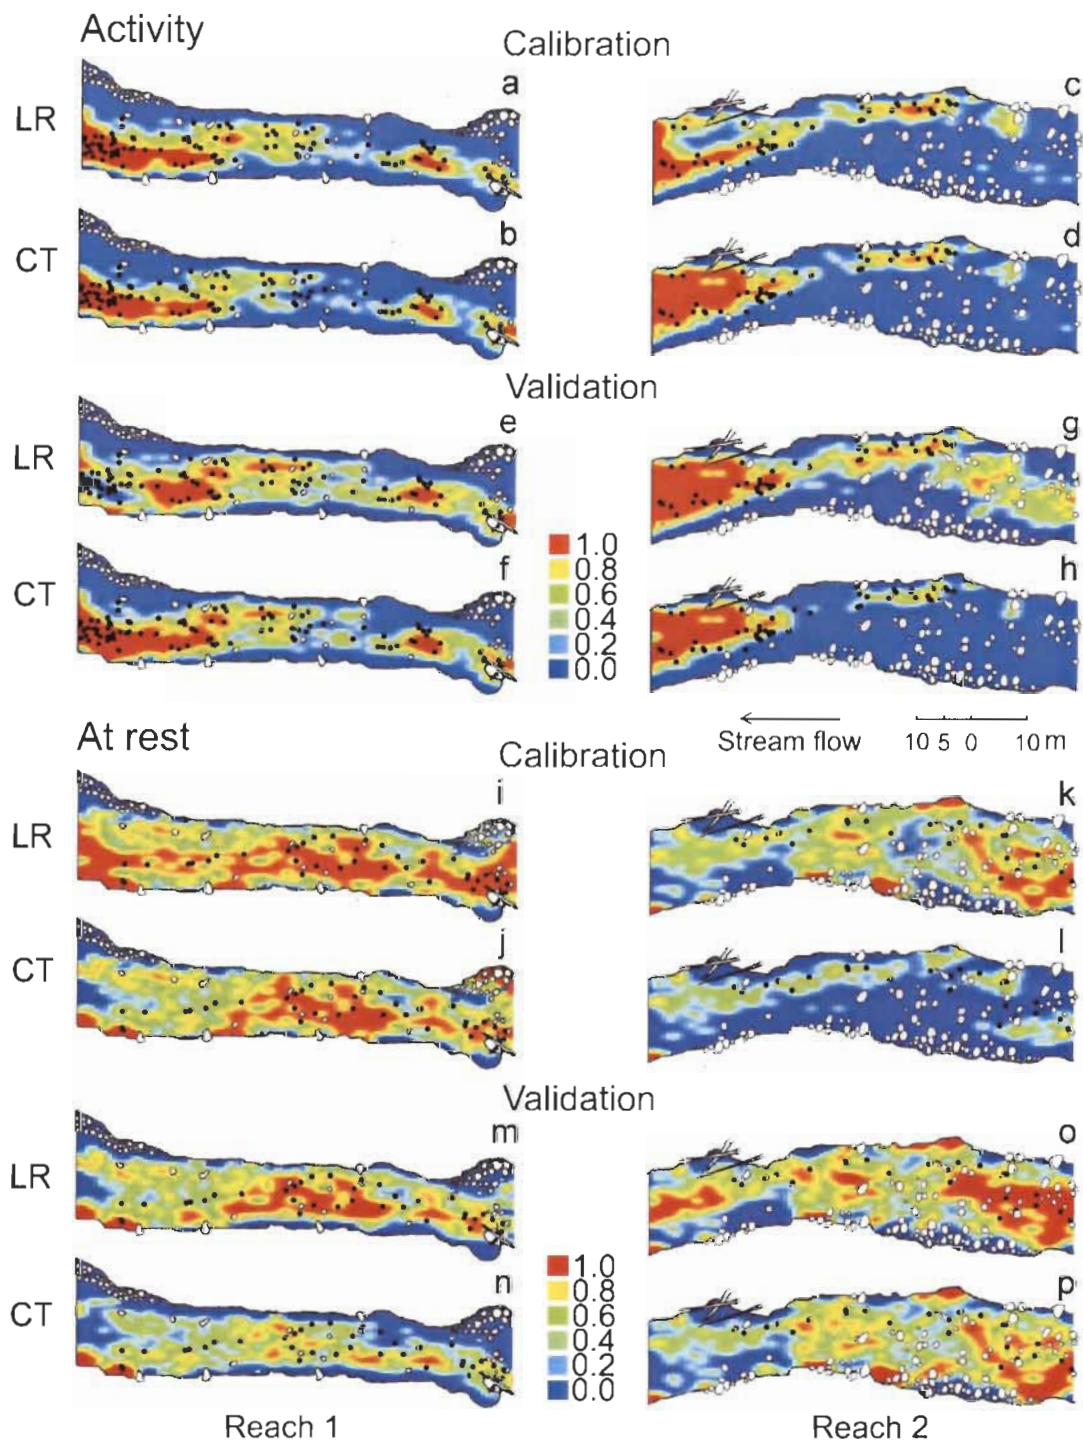 Activity
Calibration
LR
a
c
CT
b
d
Validation
LR
e
g
CT
f
h
1.0
0.8
0.6
0.4
0.2
0.0
Stream flow
10 5 0 10 m
At rest
Calibration
LR
i
k
CT
j
l
Validation
LR
m
o
CT
n
p
1.0
0.8
0.6
0.4
0.2
0.0
Reach 1
Reach 2